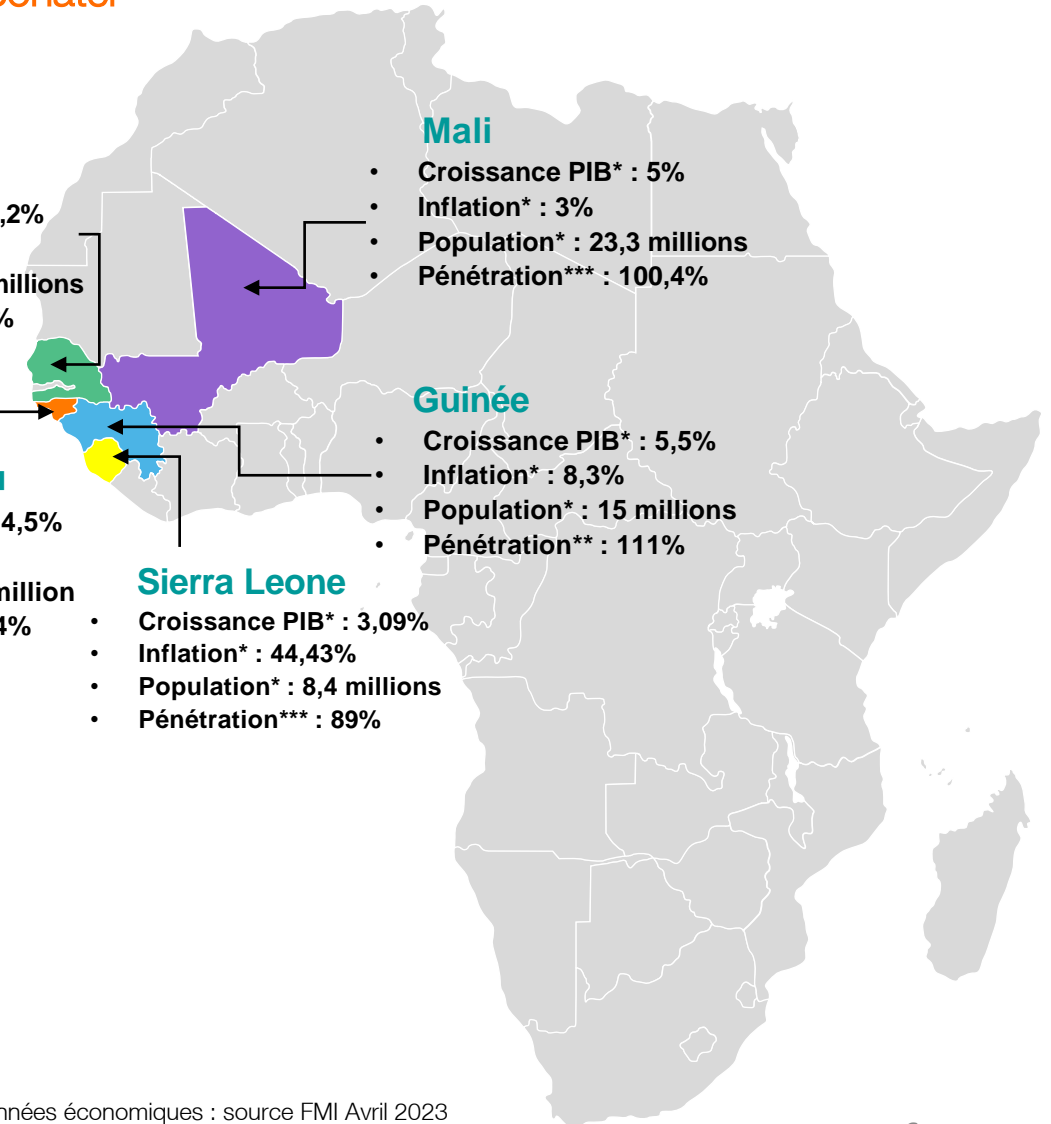 Mali
• Croissance PIB* : 5%
• Inflation* : 3%
• Population* : 23,3 millions
• Pénétration*** : 100,4%
,2%
millions
%
Guinée
• Croissance PIB* : 5,5%
• Inflation* : 8,3%
• Population* : 15 millions
• Pénétration** : 111%
4,5%
million
4%
Sierra Leone
• Croissance PIB* : 3,09%
• Inflation* : 44,43%
• Population* : 8,4 millions
• Pénétration*** : 89%
nnées économiques : source FMI Avril 2023